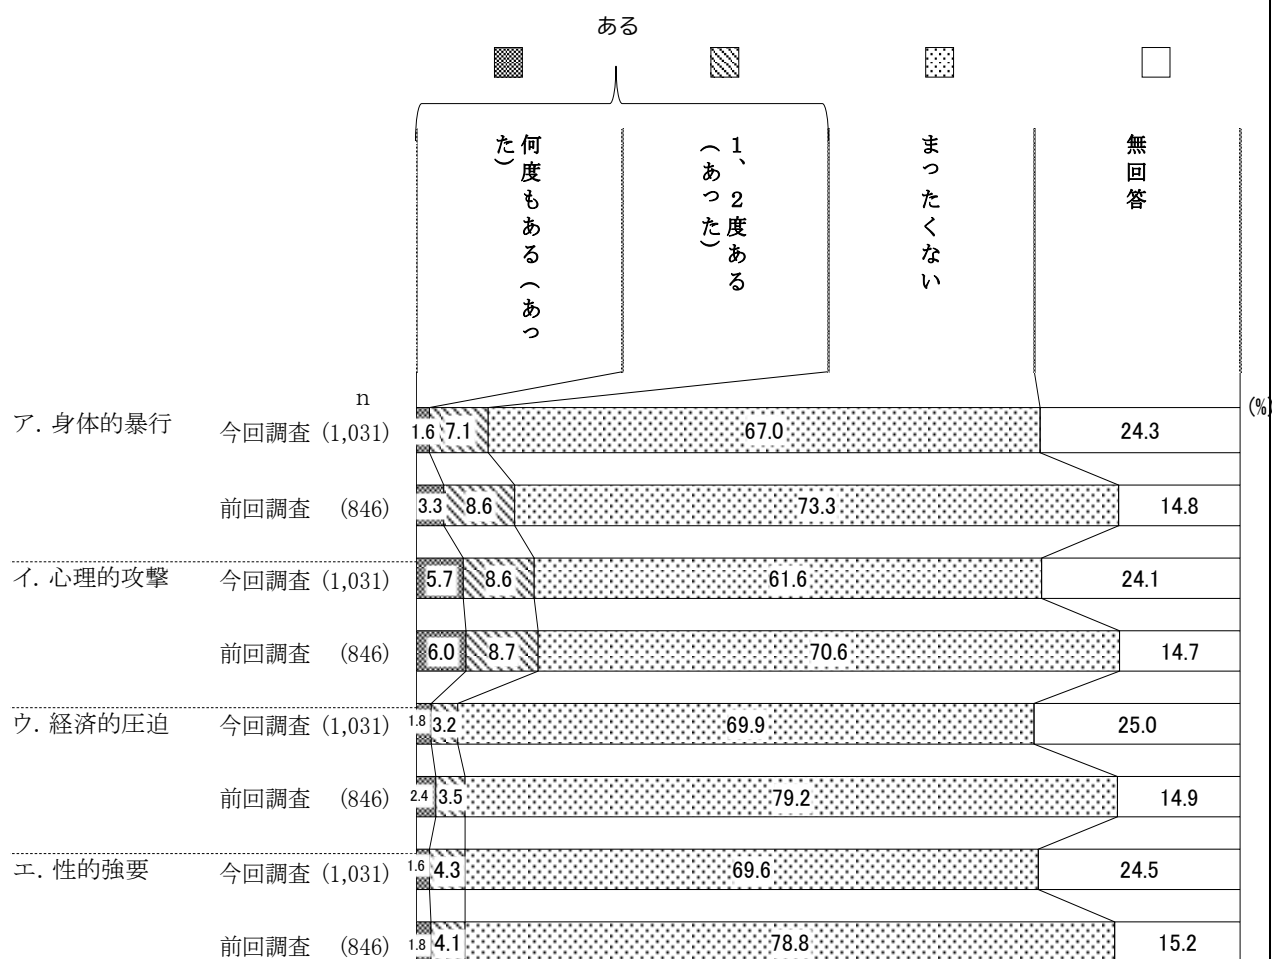 ある
何度もある（あった）
1、2度ある（あった）
まったくない
無回答
n
(%)
ア. 身体的暴行
今回調査 (1,031) 1.6 7.1 67.0 24.3
前回調査 (846) 3.3 8.6 73.3 14.8
イ. 心理的攻撃
今回調査 (1,031) 5.7 8.6 61.6 24.1
前回調査 (846) 6.0 8.7 70.6 14.7
ウ. 経済的圧迫
今回調査 (1,031) 1.8 3.2 69.9 25.0
前回調査 (846) 2.4 3.5 79.2 14.9
エ. 性的強要
今回調査 (1,031) 1.6 4.3 69.6 24.5
前回調査 (846) 1.8 4.1 78.8 15.2